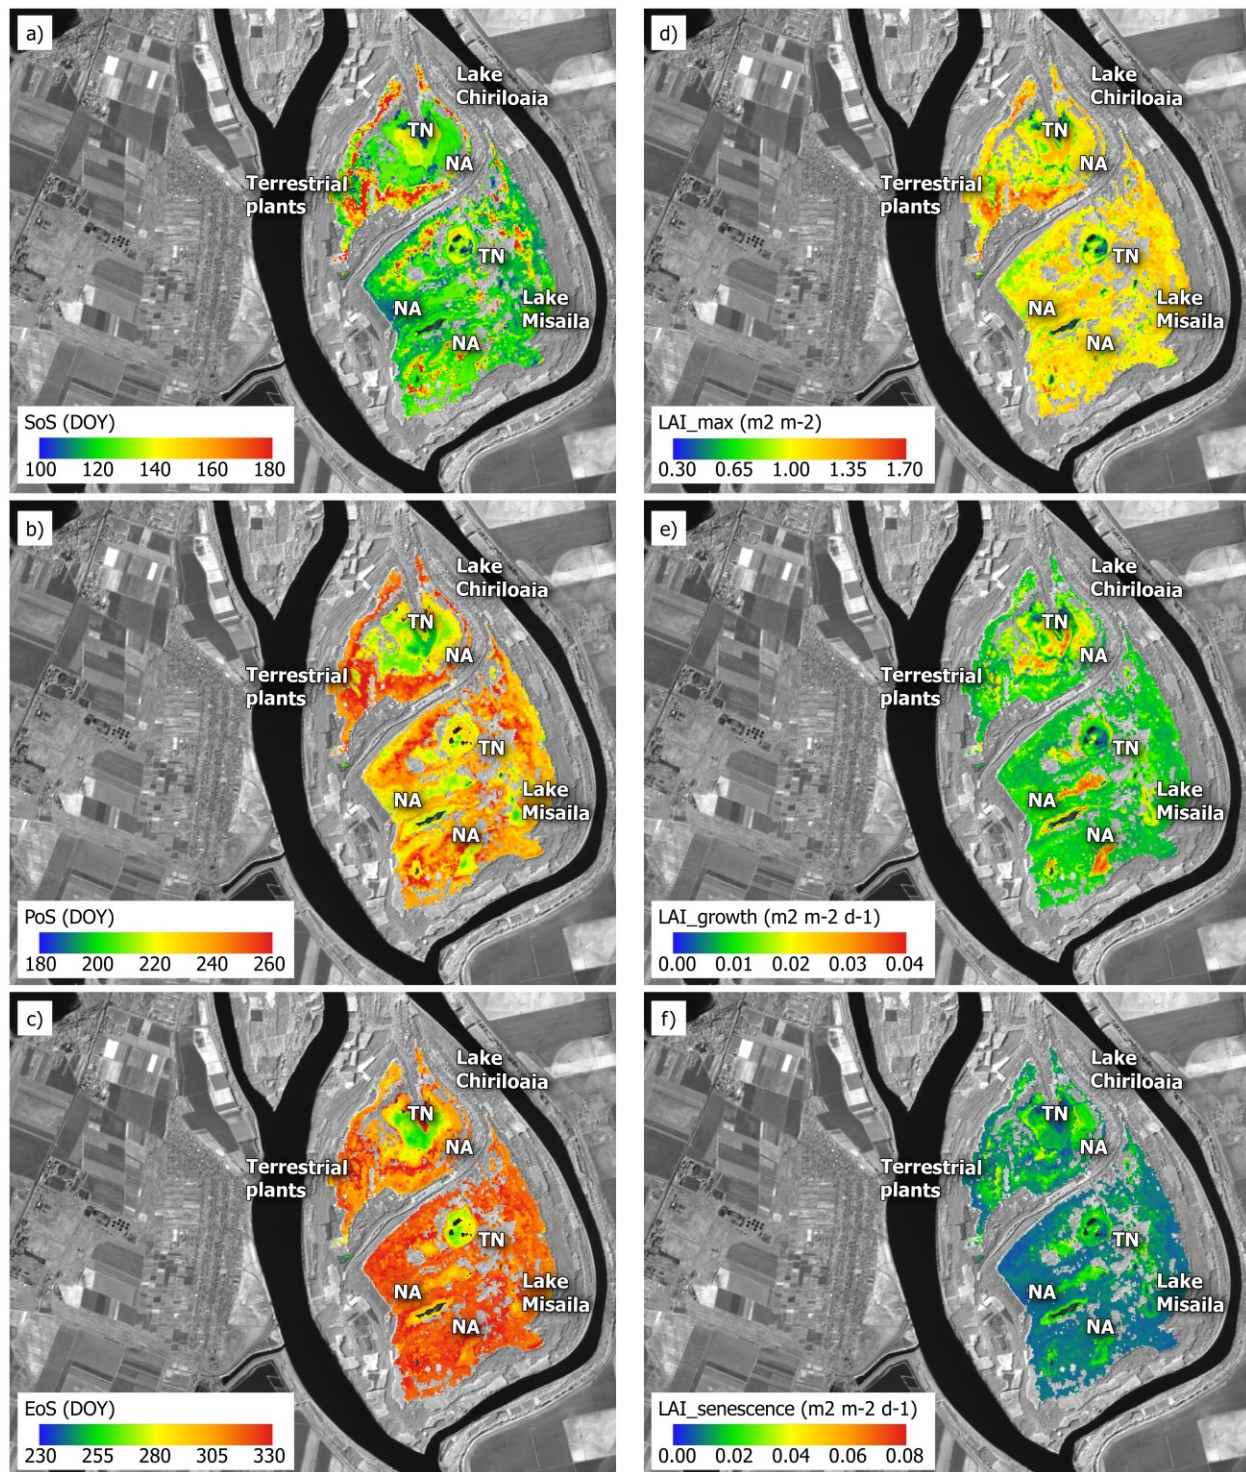 a)
Lake
Chiriloaia
TN
NA
Terrestrial
plants
TN
NA
Lake
Misaila
NA
SoS (DOY)
100 120 140 160 180
d)
Lake
Chiriloaia
TN
NA
Terrestrial
plants
TN
NA
Lake
Misaila
NA
LAI_max (m2 m-2)
0.30 0.65 1.00 1.35 1.70
b)
Lake
Chiriloaia
TN
NA
Terrestrial
plants
TN
NA
Lake
Misaila
NA
PoS (DOY)
180 200 220 240 260
e)
Lake
Chiriloaia
TN
NA
Terrestrial
plants
TN
NA
Lake
Misaila
NA
LAI_growth (m2 m-2 d-1)
0.00 0.01 0.02 0.03 0.04
c)
Lake
Chiriloaia
TN
NA
Terrestrial
plants
TN
NA
Lake
Misaila
NA
EoS (DOY)
230 255 280 305 330
f)
Lake
Chiriloaia
TN
NA
Terrestrial
plants
TN
NA
Lake
Misaila
NA
LAI_senescence (m2 m-2 d-1)
0.00 0.02 0.04 0.06 0.08